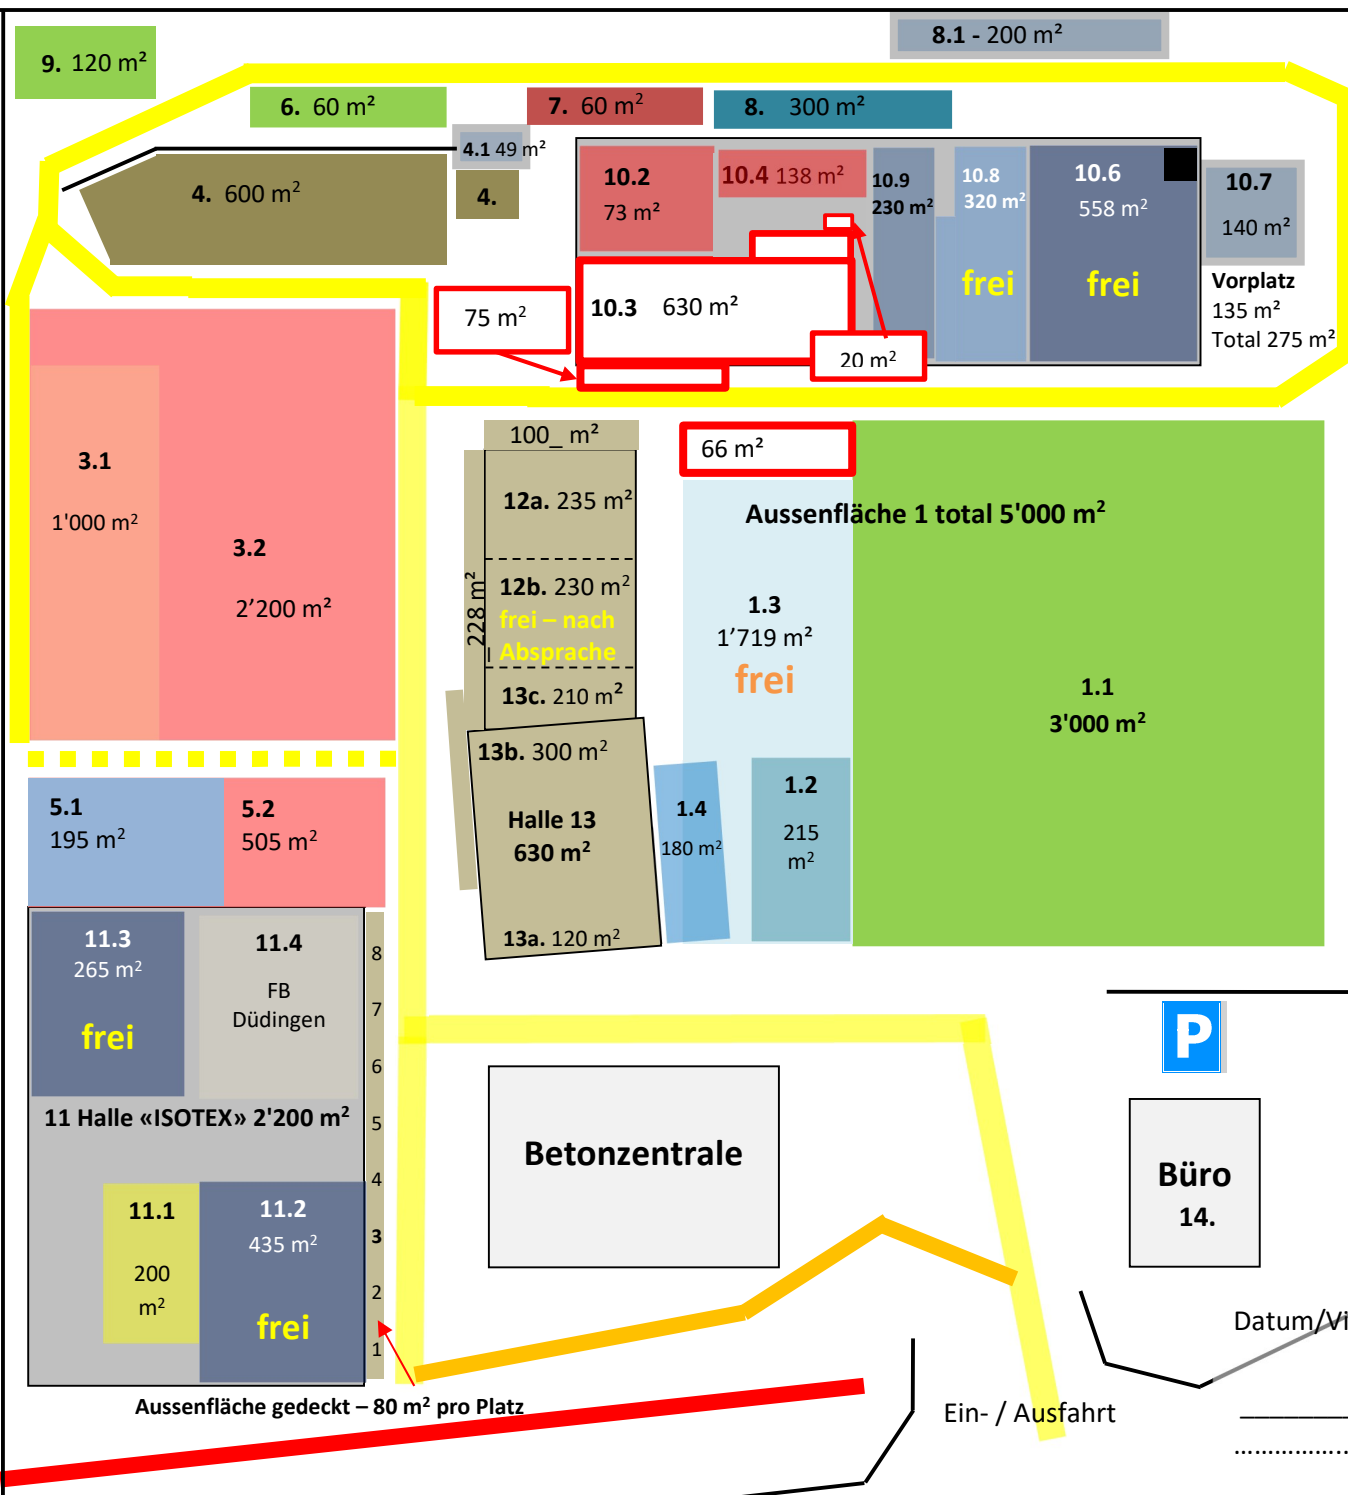 8.1 - 200 m²
9. 120 m²
6. 60 m²
7. 60 m²
8. 300 m²
4.1 49 m²
4. 600 m²
4.
10.2
73 m²
10.4 138 m²
10.9
230 m²
10.8
320 m²
frei
10.6
558 m²
frei
10.7
140 m²
Vorplatz
135 m²
Total 275 m²
75 m²
10.3 630 m²
20 m²
3.1
1'000 m²
3.2
2’200 m²
100_ m²
228 m²
12a. 235 m²
12b. 230 m²
frei – nach
Absprache
13c. 210 m²
13b. 300 m²
Halle 13
630 m²
13a. 120 m²
66 m²
Aussenfläche 1 total 5'000 m²
1.3
1’719 m²
frei
1.1
3'000 m²
1.4
180 m²
1.2
215
m²
5.1
195 m²
5.2
505 m²
11.3
265 m²
frei
11.4
FB
Düdingen
8
7
6
5
4
3
2
1
11 Halle «ISOTEX» 2'200 m²
11.1
200
m²
11.2
435 m²
frei
Aussenfläche gedeckt – 80 m² pro Platz
Betonzentrale
P
Büro
14.
Datum/Vi
Ein- / Ausfahrt